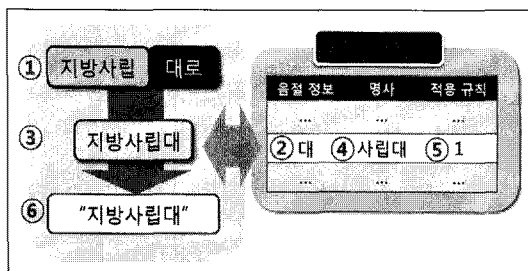 ① 지방사립 대로
③ 지방사립대
⑥ "지방사립대"
음절 정보 명사 적용 규칙
... ... ...
② 대 ④ 사립대 ⑤ 1
... ... ...